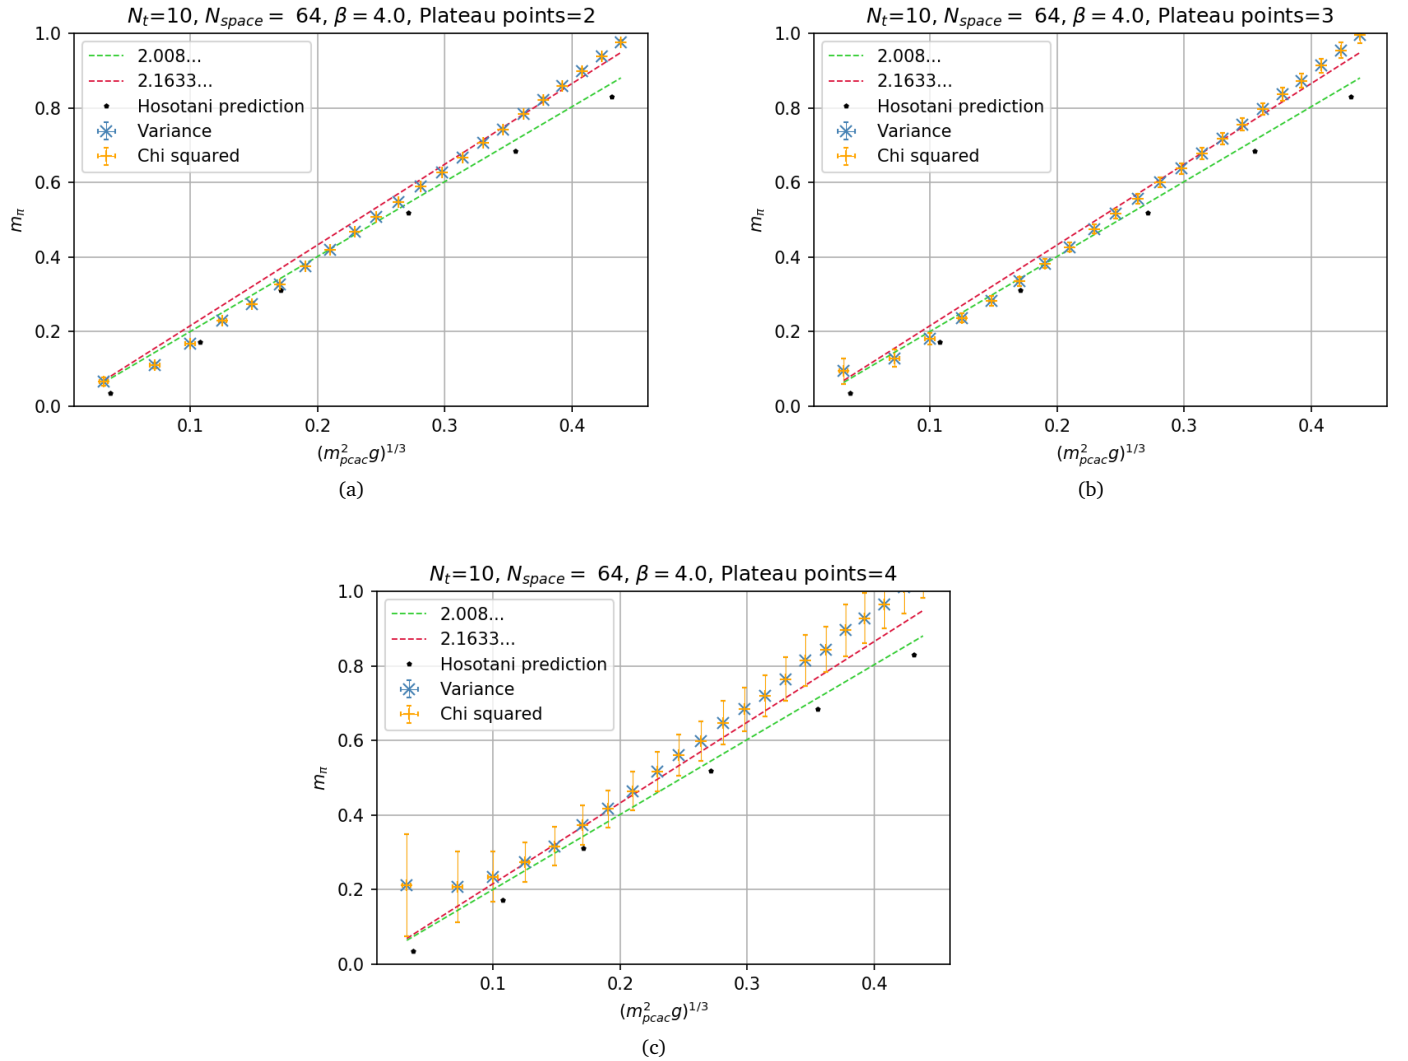 N_t=10, N_space = 64, β = 4.0, Plateau points=2
1.0
0.8
0.6
0.4
0.2
0.0
m_π
2.008...
2.1633...
Hosotani prediction
Variance
Chi squared
0.1 0.2 0.3 0.4
(m²_pcac g)^1/3
(a)
N_t=10, N_space = 64, β = 4.0, Plateau points=3
1.0
0.8
0.6
0.4
0.2
0.0
m_π
2.008...
2.1633...
Hosotani prediction
Variance
Chi squared
0.1 0.2 0.3 0.4
(m²_pcac g)^1/3
(b)
N_t=10, N_space = 64, β = 4.0, Plateau points=4
1.0
0.8
0.6
0.4
0.2
0.0
m_π
2.008...
2.1633...
Hosotani prediction
Variance
Chi squared
0.1 0.2 0.3 0.4
(m²_pcac g)^1/3
(c)